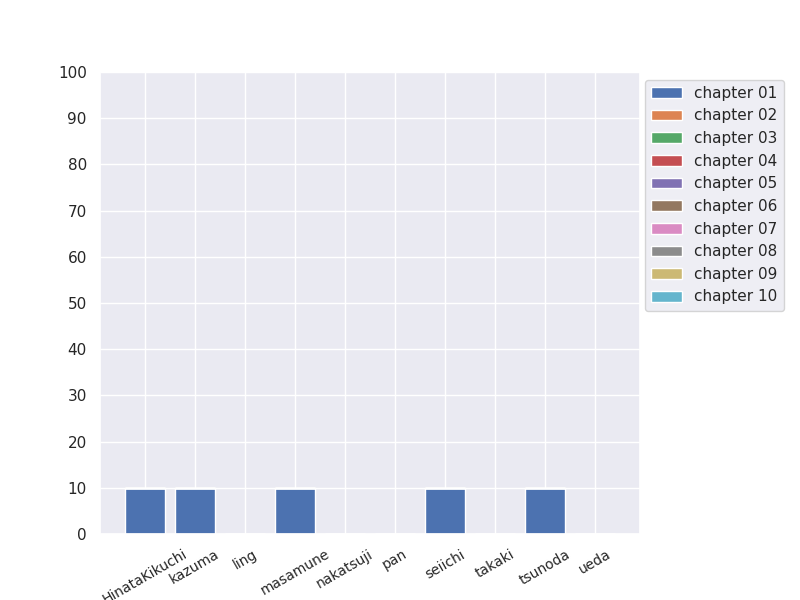 100
90
80
70
60
50
40
30
20
10
0
HinataKikuchi
kazuma
ling
masamune
nakatsuji
pan
seiichi
takaki
tsunoda
ueda
chapter 01
chapter 02
chapter 03
chapter 04
chapter 05
chapter 06
chapter 07
chapter 08
chapter 09
chapter 10